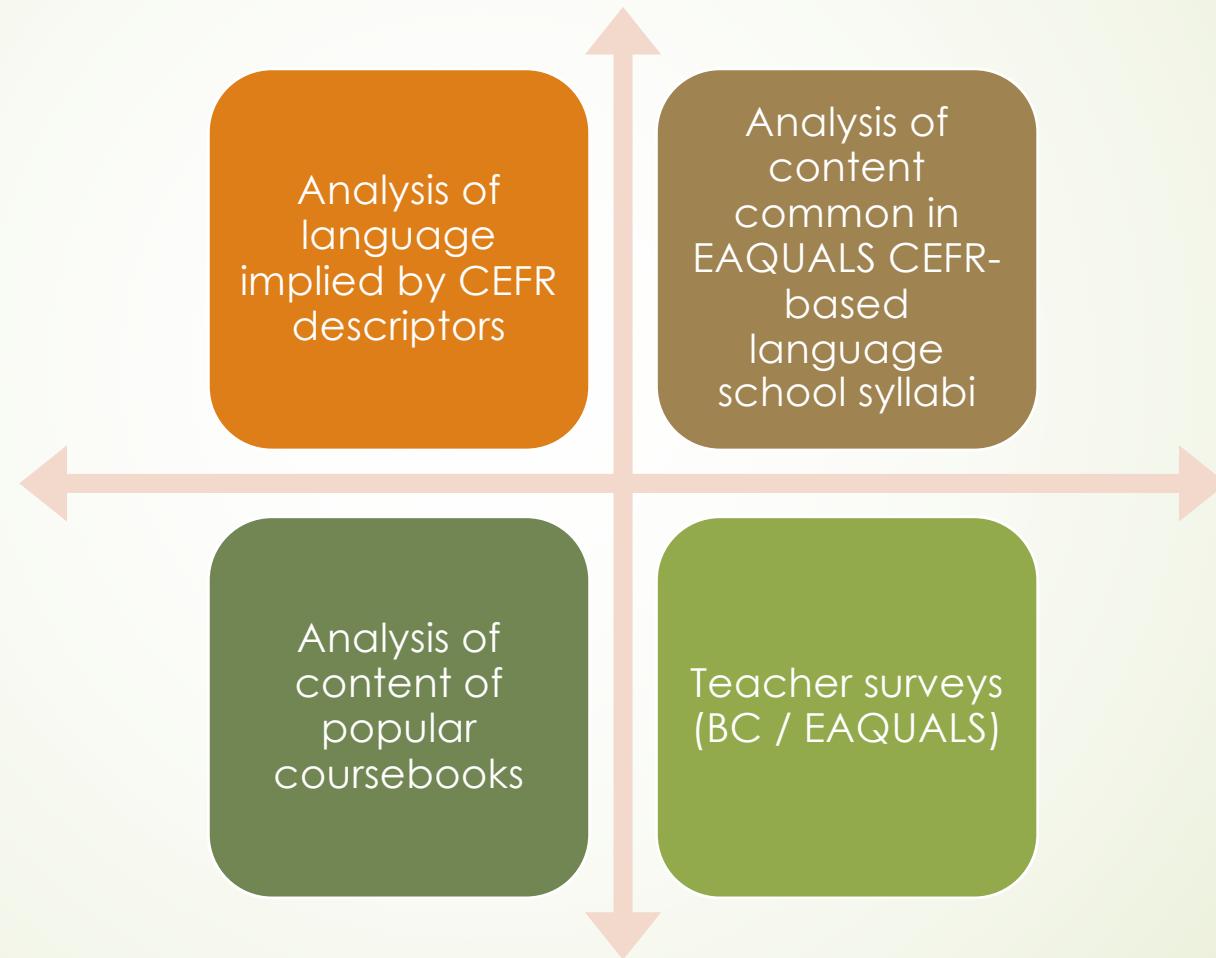 Analysis of
language
implied by CEFR
descriptors
Analysis of
content
common in
EAQUALS CEFR-
based
language
school syllabi
Analysis of
content of
popular
coursebooks
Teacher surveys
(BC / EAQUALS)